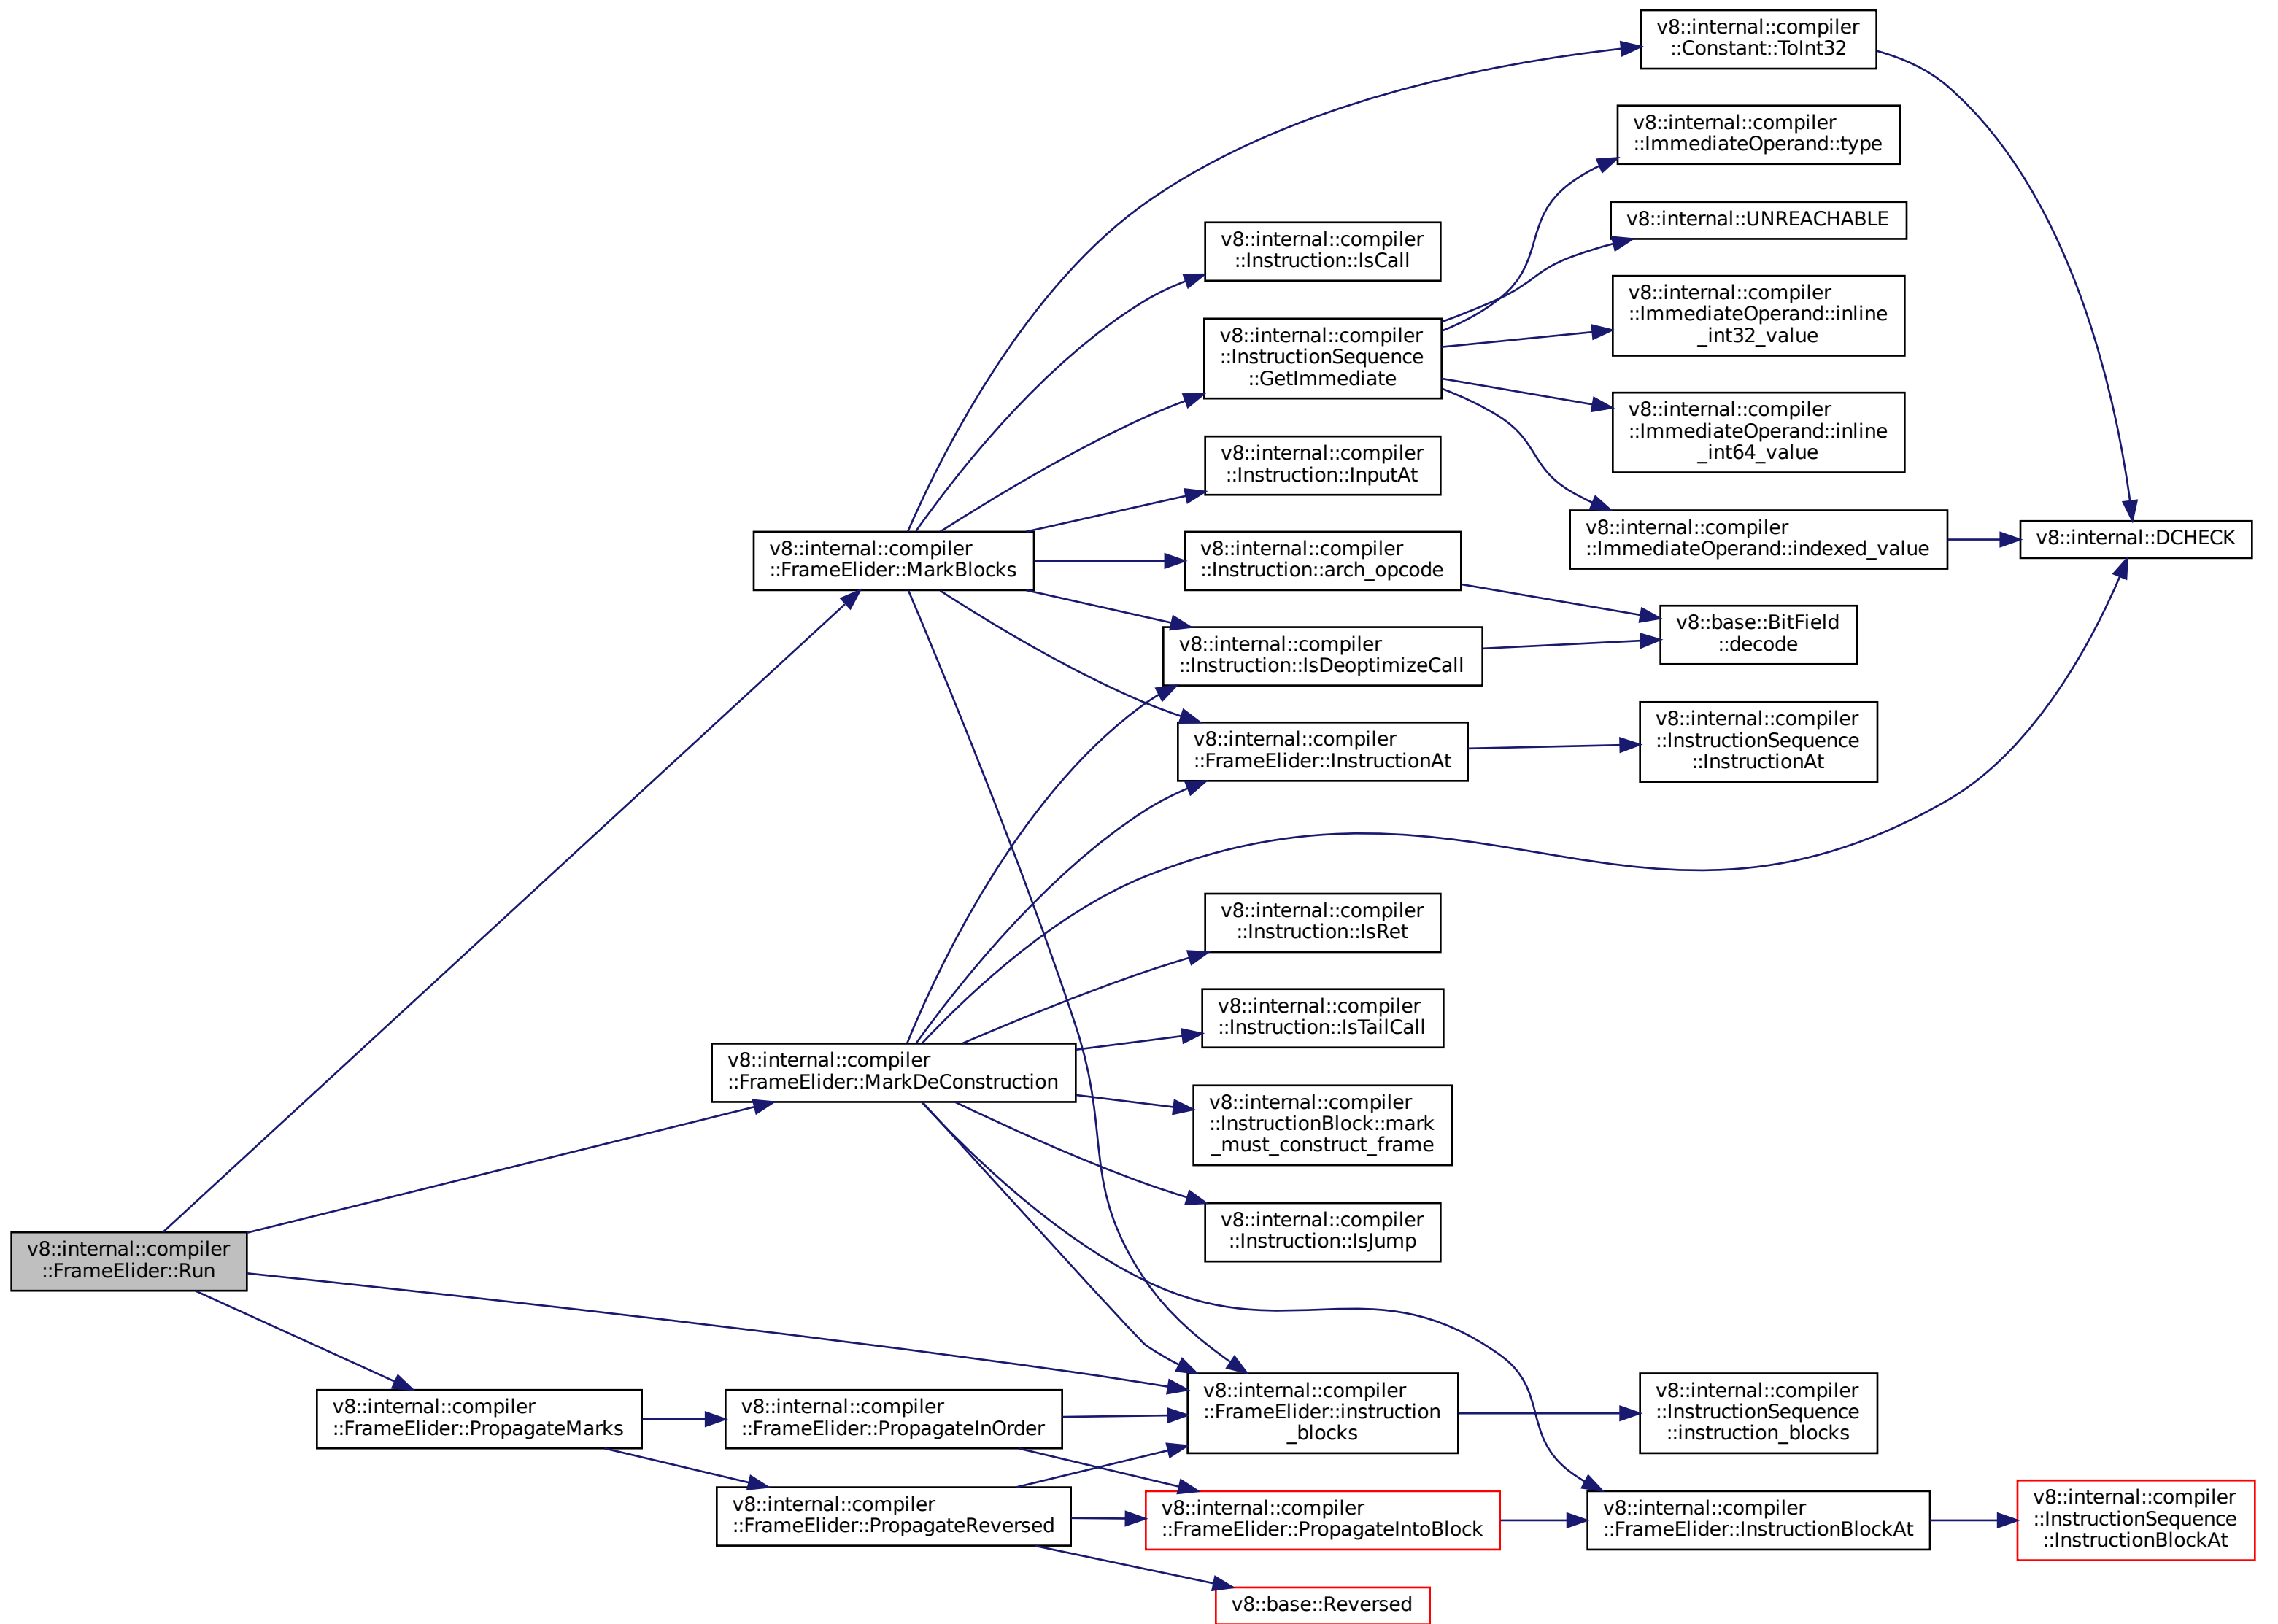 v8::internal::compiler
::Constant::ToInt32
v8::internal::compiler
::ImmediateOperand::type
v8::internal::UNREACHABLE
v8::internal::compiler
::Instruction::IsCall
v8::internal::compiler
::ImmediateOperand::inline
_int32_value
v8::internal::compiler
::InstructionSequence
::GetImmediate
v8::internal::compiler
::ImmediateOperand::inline
_int64_value
v8::internal::compiler
::Instruction::InputAt
v8::internal::compiler
::ImmediateOperand::indexed_value
v8::internal::DCHECK
v8::internal::compiler
::FrameElider::MarkBlocks
v8::internal::compiler
::Instruction::arch_opcode
v8::base::BitField
::decode
v8::internal::compiler
::Instruction::IsDeoptimizeCall
v8::internal::compiler
::FrameElider::InstructionAt
v8::internal::compiler
::InstructionSequence
::InstructionAt
v8::internal::compiler
::Instruction::IsRet
v8::internal::compiler
::Instruction::IsTailCall
v8::internal::compiler
::FrameElider::MarkDeConstruction
v8::internal::compiler
::InstructionBlock::mark
_must_construct_frame
v8::internal::compiler
::Instruction::IsJump
v8::internal::compiler
::FrameElider::Run
v8::internal::compiler
::FrameElider::PropagateMarks
v8::internal::compiler
::FrameElider::PropagateInOrder
v8::internal::compiler
::FrameElider::instruction
_blocks
v8::internal::compiler
::InstructionSequence
::instruction_blocks
v8::internal::compiler
::FrameElider::PropagateReversed
v8::internal::compiler
::FrameElider::PropagateIntoBlock
v8::internal::compiler
::FrameElider::InstructionBlockAt
v8::internal::compiler
::InstructionSequence
::InstructionBlockAt
v8::base::Reversed